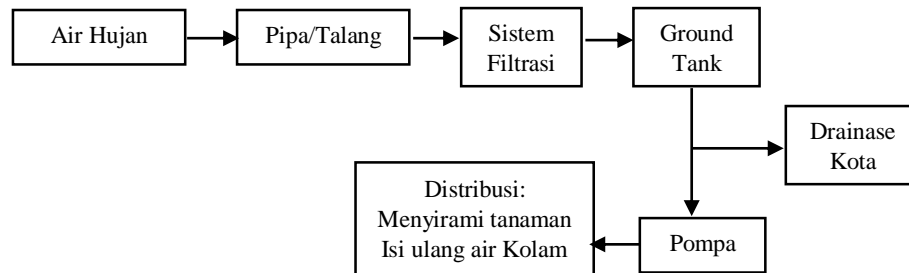 Air Hujan
Pipa/Talang
Sistem
Filtrasi
Ground
Tank
Drainase
Kota
Distribusi:
Menyirami tanaman
Isi ulang air Kolam
Pompa